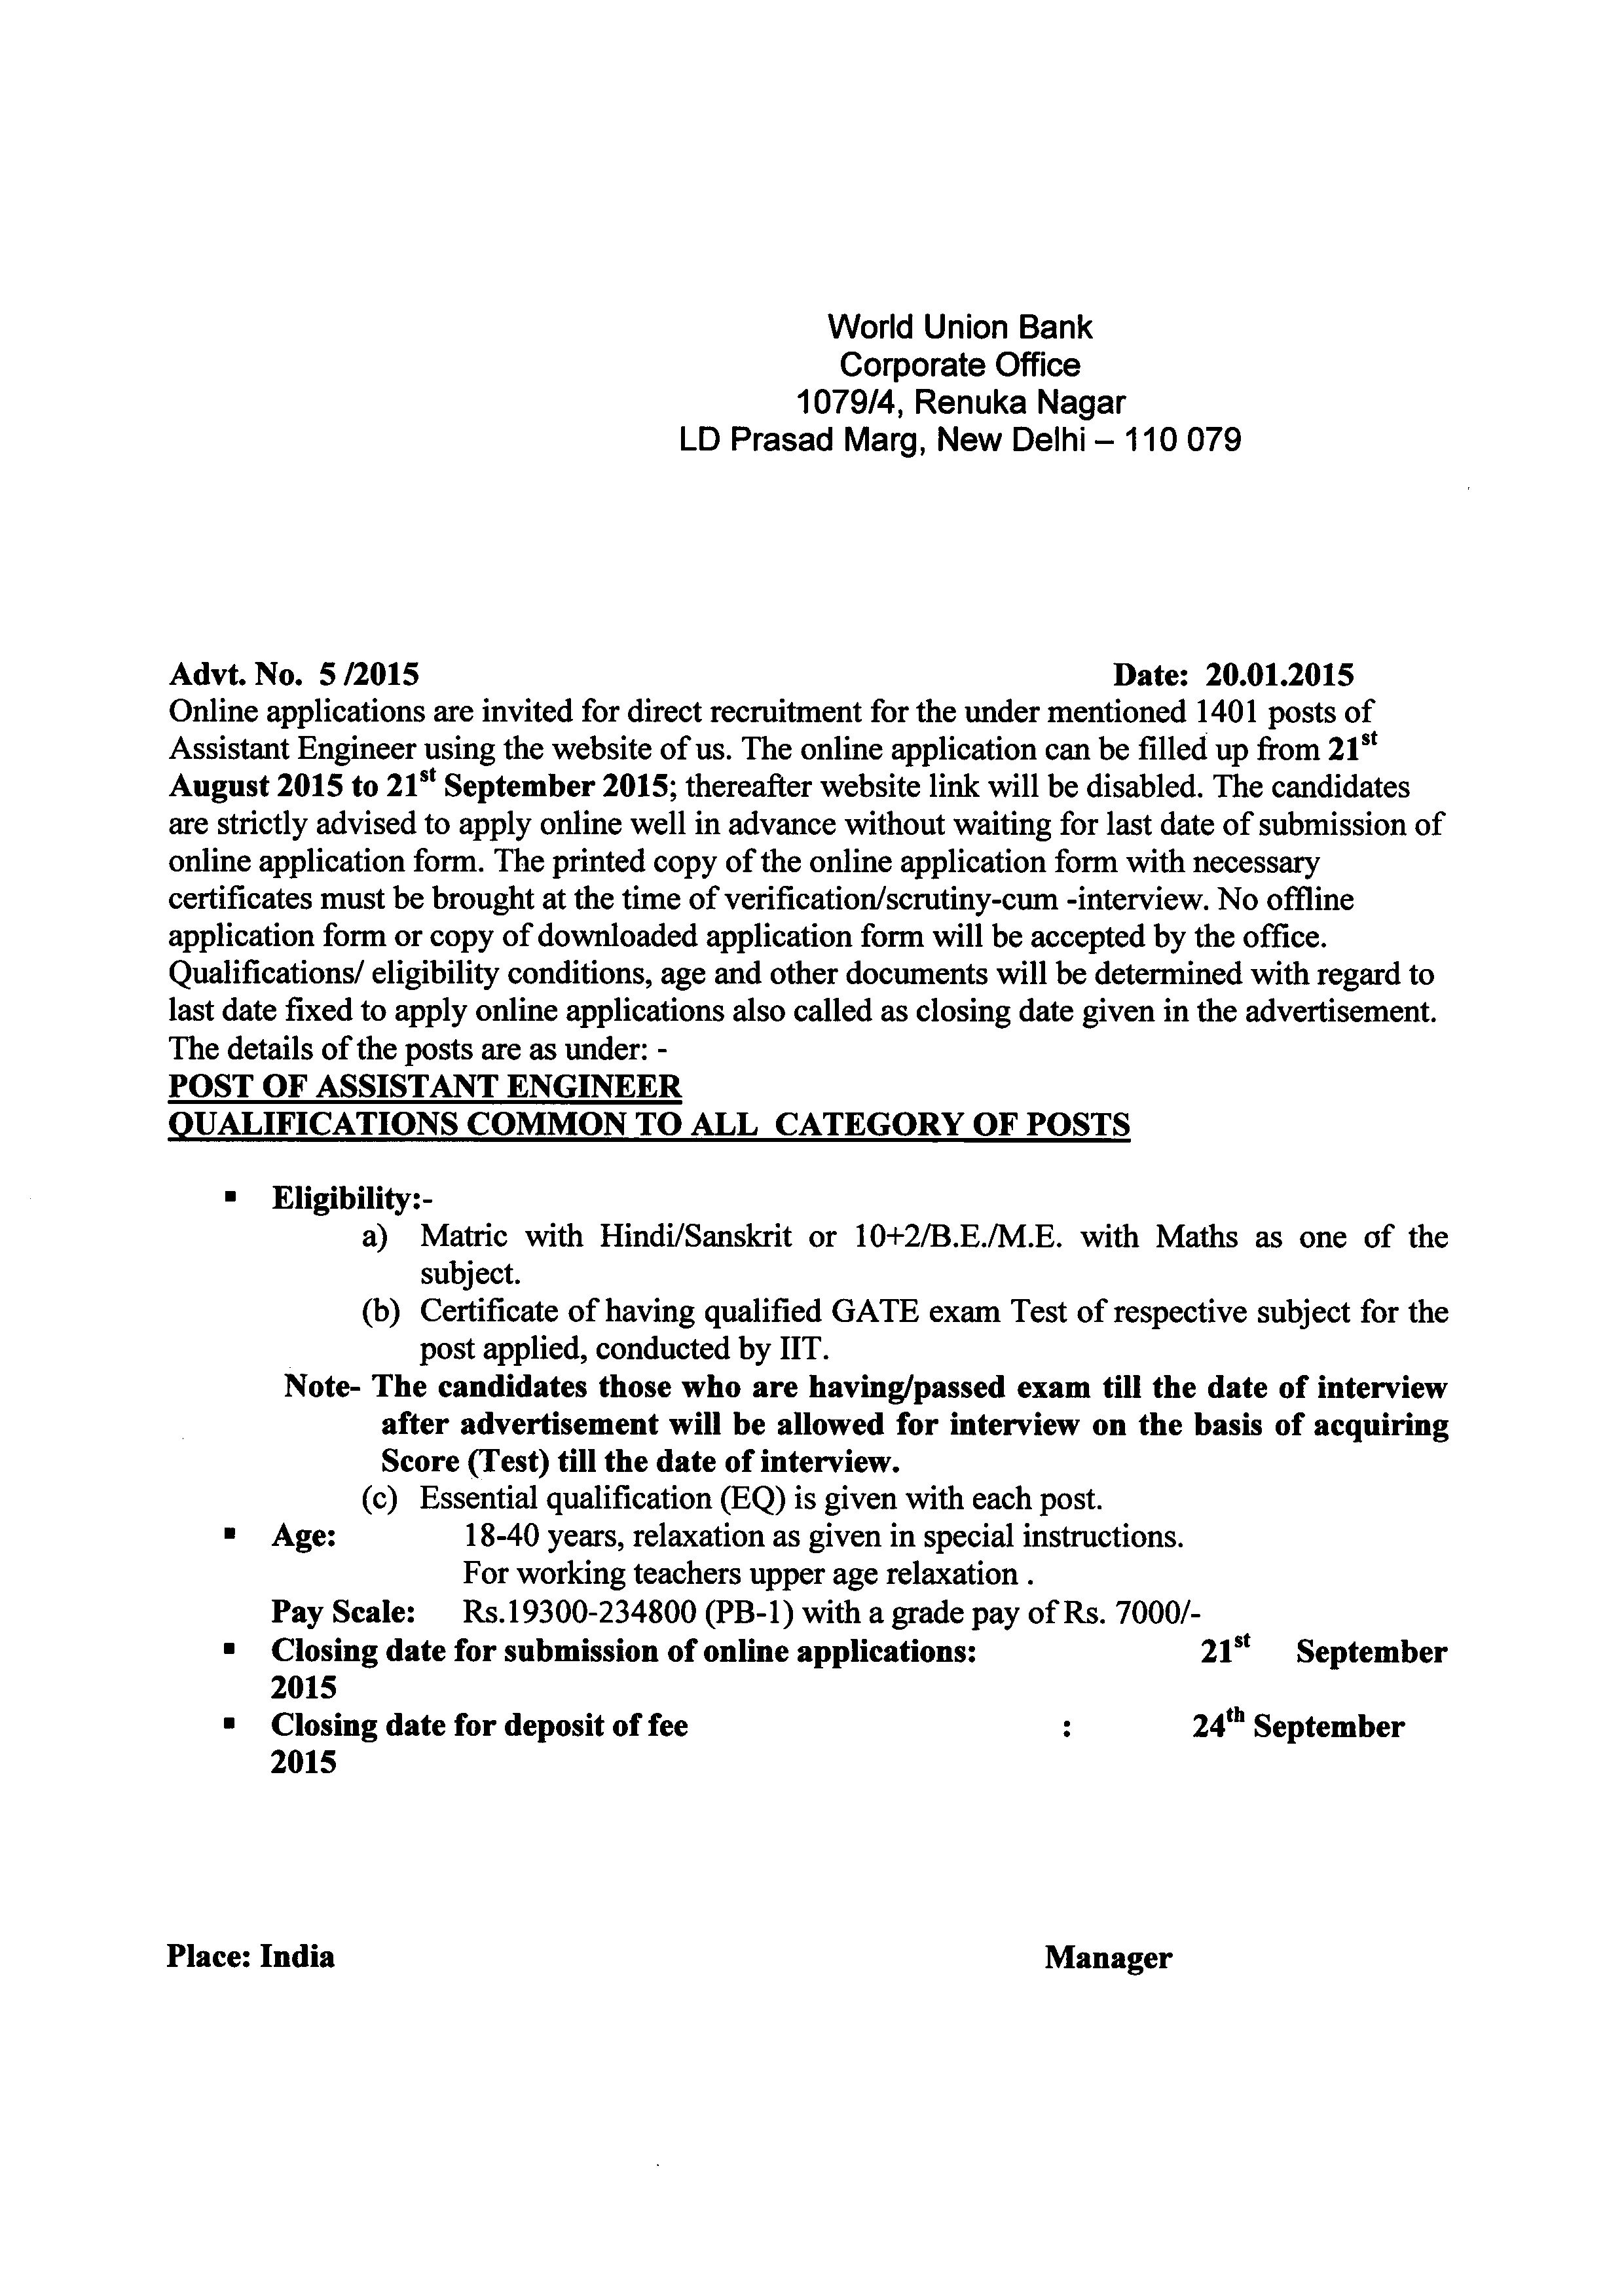 World Union Bank
Corporate Office
1079/4, Renuka Nagar
LD Prasad Marg, New Delhi – 110 079
Advt. No. 5 /2015 Date: 20.01.2015
Online applications are invited for direct recruitment for the under mentioned 1401 posts of
Assistant Engineer using the website of us. The online application can be filled up from 21st
August 2015 to 21st September 2015; thereafter website link will be disabled. The candidates
are strictly advised to apply online well in advance without waiting for last date of submission of
online application form. The printed copy of the online application form with necessary
certificates must be brought at the time of verification/scrutiny-cum -interview. No offline
application form or copy of downloaded application form will be accepted by the office.
Qualifications/ eligibility conditions, age and other documents will be determined with regard to
last date fixed to apply online applications also called as closing date given in the advertisement.
The details of the posts are as under: -
POST OF ASSISTANT ENGINEER
QUALIFICATIONS COMMON TO ALL CATEGORY OF POSTS
▪ Eligibility:-
a) Matric with Hindi/Sanskrit or 10+2/B.E./M.E. with Maths as one of the
subject.
(b) Certificate of having qualified GATE exam Test of respective subject for the
post applied, conducted by IIT.
Note- The candidates those who are having/passed exam till the date of interview
after advertisement will be allowed for interview on the basis of acquiring
Score (Test) till the date of interview.
(c) Essential qualification (EQ) is given with each post.
▪ Age: 18-40 years, relaxation as given in special instructions.
For working teachers upper age relaxation .
Pay Scale: Rs.19300-234800 (PB-1) with a grade pay of Rs. 7000/-
▪ Closing date for submission of online applications: 21st September
2015
▪ Closing date for deposit of fee : 24th September
2015
Place: India Manager